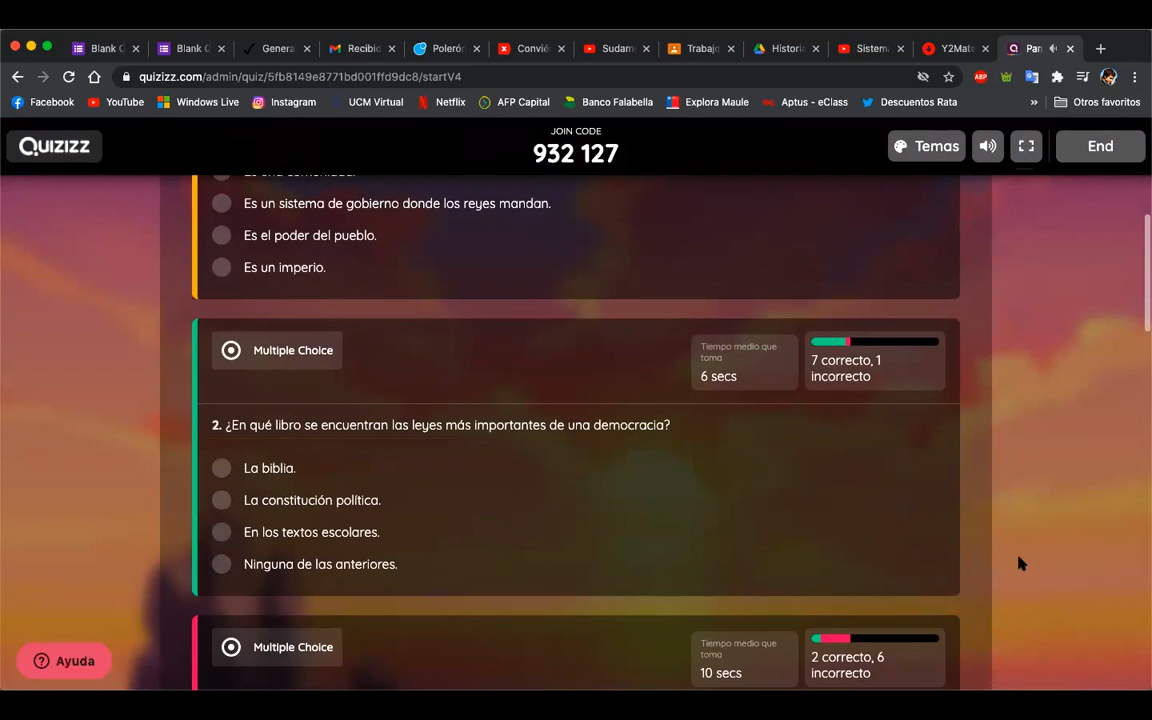 Blank G
Blank G
Genera
Recibid
Polerón
Convié
Sudam
Trabajo
Historia
Sistema
Y2Mate
Pan
quizizz.com/admin/quiz/5fb8149e8771bd001ffd9dc8/startV4
Facebook
YouTube
Windows Live
Instagram
UCM Virtual
Netflix
AFP Capital
Banco Falabella
Explora Maule
Aptus - eClass
Descuentos Rata
»
Otros favoritos
Quizizz
JOIN CODE
932 127
Temas
End
Es una comunidad.
Es un sistema de gobierno donde los reyes mandan.
Es el poder del pueblo.
Es un imperio.
Multiple Choice
Tiempo medio que
toma
6 secs
7 correcto, 1
incorrecto
2. ¿En qué libro se encuentran las leyes más importantes de una democracia?
La biblia.
La constitución política.
En los textos escolares.
Ninguna de las anteriores.
Multiple Choice
Tiempo medio que
toma
10 secs
2 correcto, 6
incorrecto
Ayuda